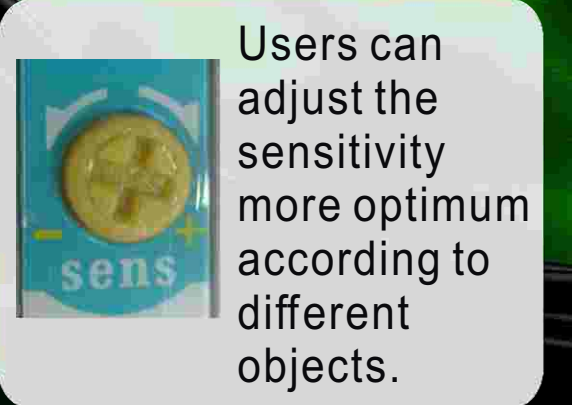 Users can
adjust the
sensitivity
more optimum
according to
different
objects.
- +
sens